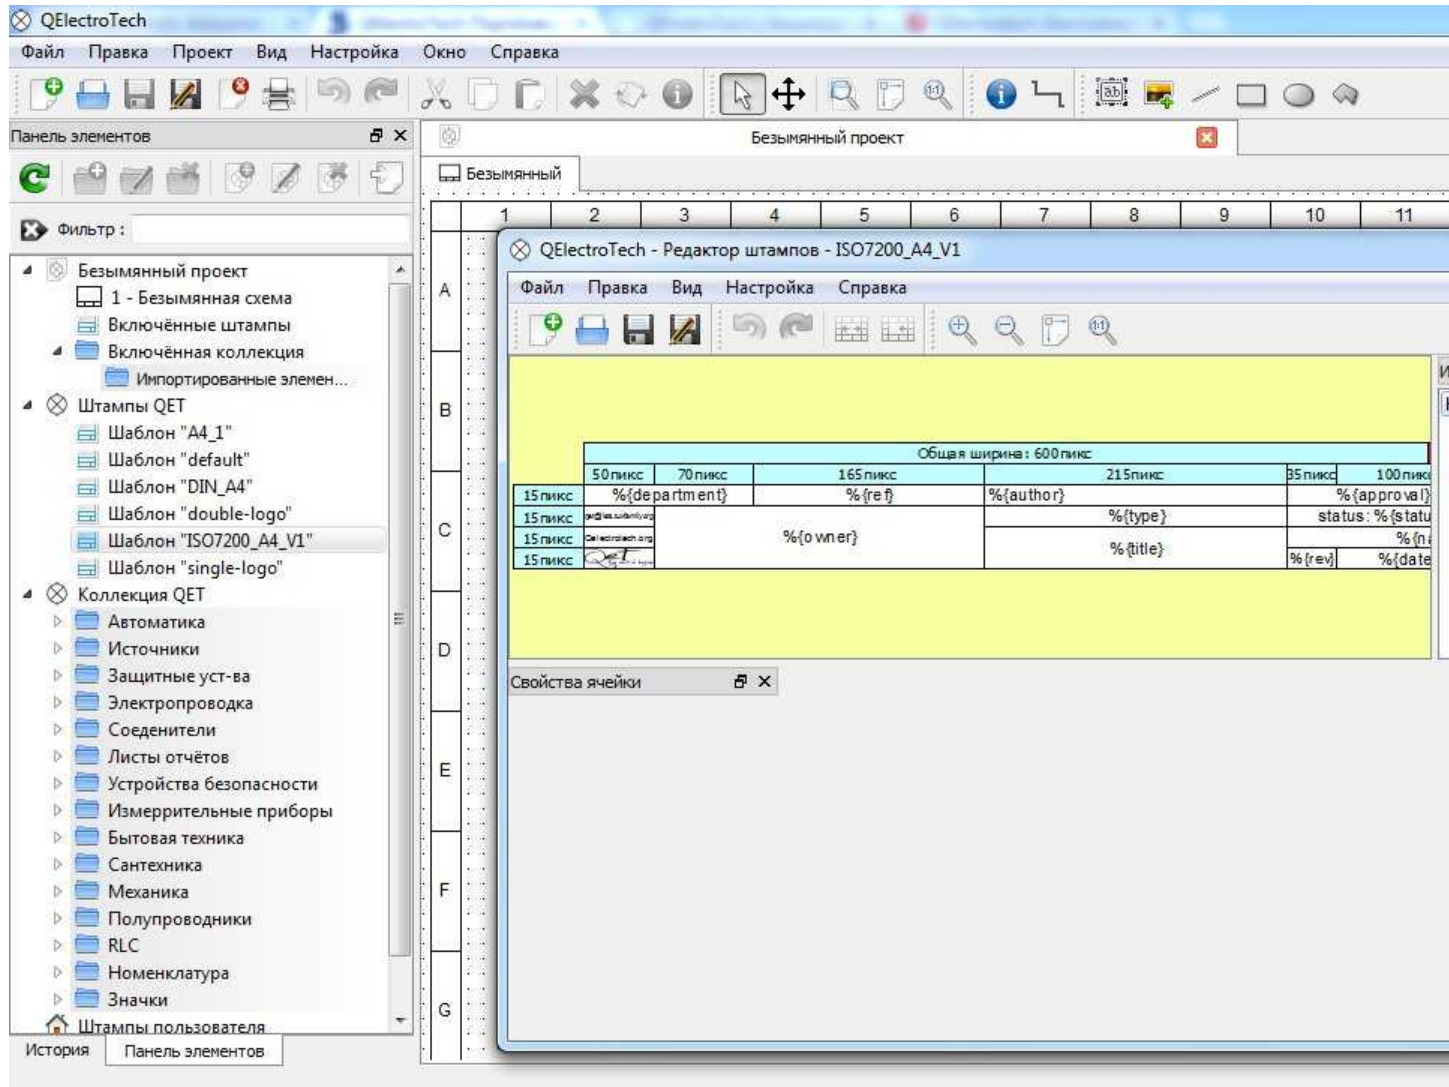 QElectroTech
Файл Правка Проект Вид Настройка Окно Справка
Панель элементов
Безымянный проект
Безымянный
Фильтр :
1 2 3 4 5 6 7 8 9 10 11
QElectroTech - Редактор штампов - ISO7200_A4_V1
Файл Правка Вид Настройка Справка
Безымянный проект
1 - Безымянная схема
Включённые штампы
Включённая коллекция
Импортированные элемен...
Штампы QET
Шаблон "A4_1"
Шаблон "default"
Шаблон "DIN_A4"
Шаблон "double-logo"
Шаблон "ISO7200_A4_V1"
Шаблон "single-logo"
Коллекция QET
Автоматика
Источники
Защитные уст-ва
Электропроводка
Соеденители
Листы отчётов
Устройства безопасности
Измеррительные приборы
Бытовая техника
Сантехника
Механика
Полупроводники
RLC
Номенклатура
Значки
Штампы пользователя
История Панель элементов
A
B
C
D
E
F
G
Общая ширина: 600пикс
50пикс 70пикс 165пикс 215пикс 35пикс 100пикс
15пикс %{department} %{ref} %{author} %{approval}
15пикс %{type} status: %{statu
15пикс %{owner} %{title}
15пикс %{rev} %{date
Свойства ячейки